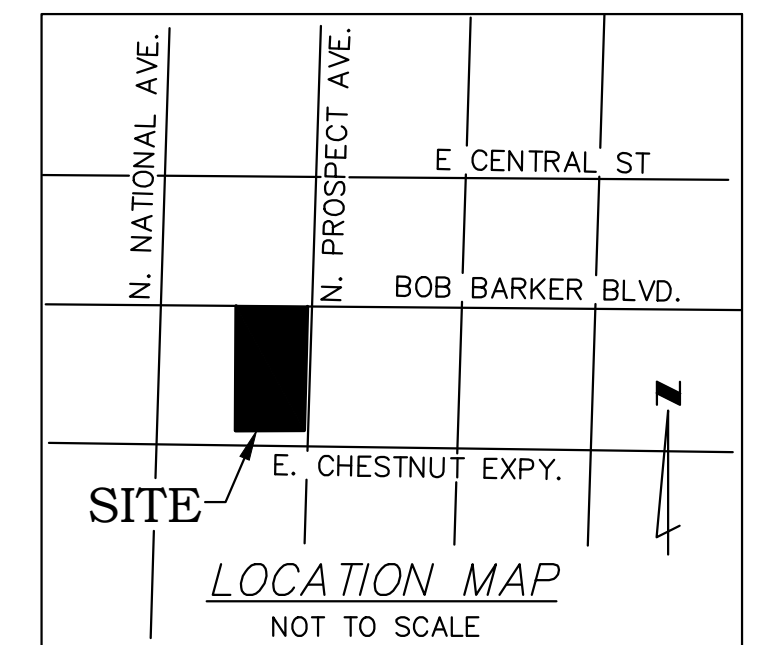 N. NATIONAL AVE.
N. PROSPECT AVE.
E CENTRAL ST
BOB BARKER BLVD.
E. CHESTNUT EXPY.
SITE
N
LOCATION MAP
NOT TO SCALE